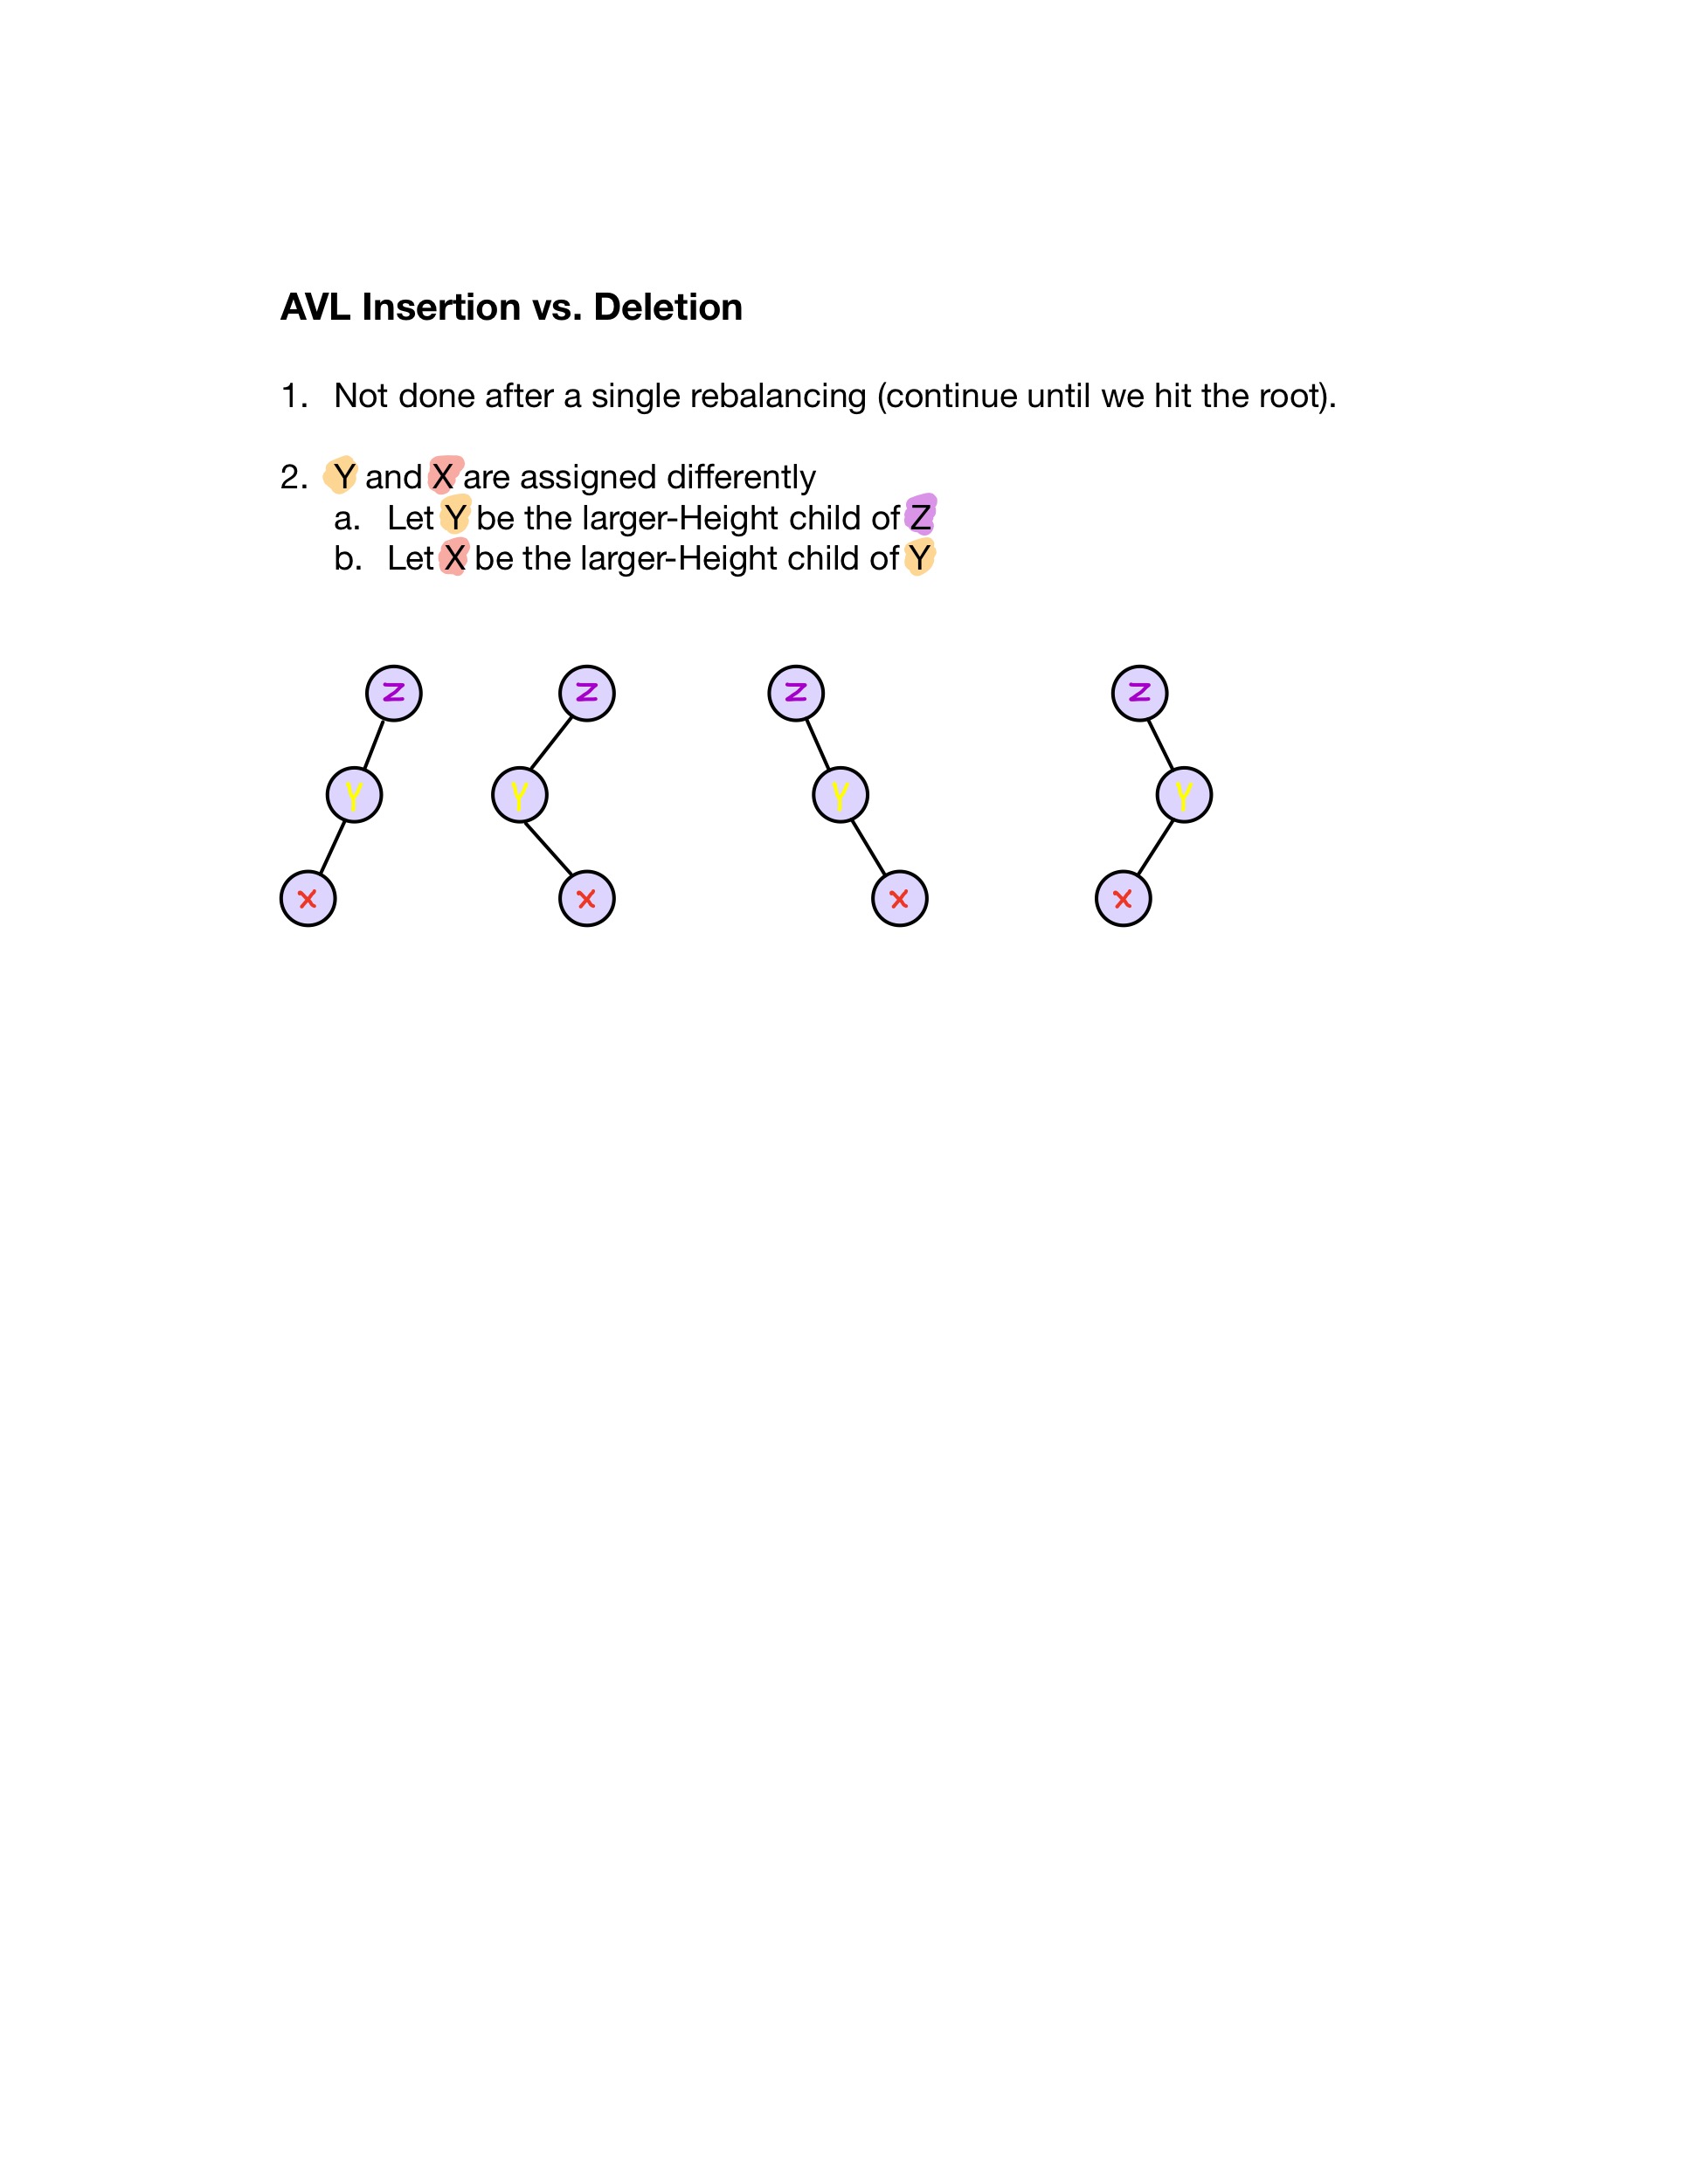 AVL Insertion vs. Deletion
1. Not done after a single rebalancing (continue until we hit the root).
2. Y and X are assigned differently
a. Let Y be the larger-Height child of Z
b. Let X be the larger-Height child of Y
Z Z Z Z
Y Y Y Y
X X X X